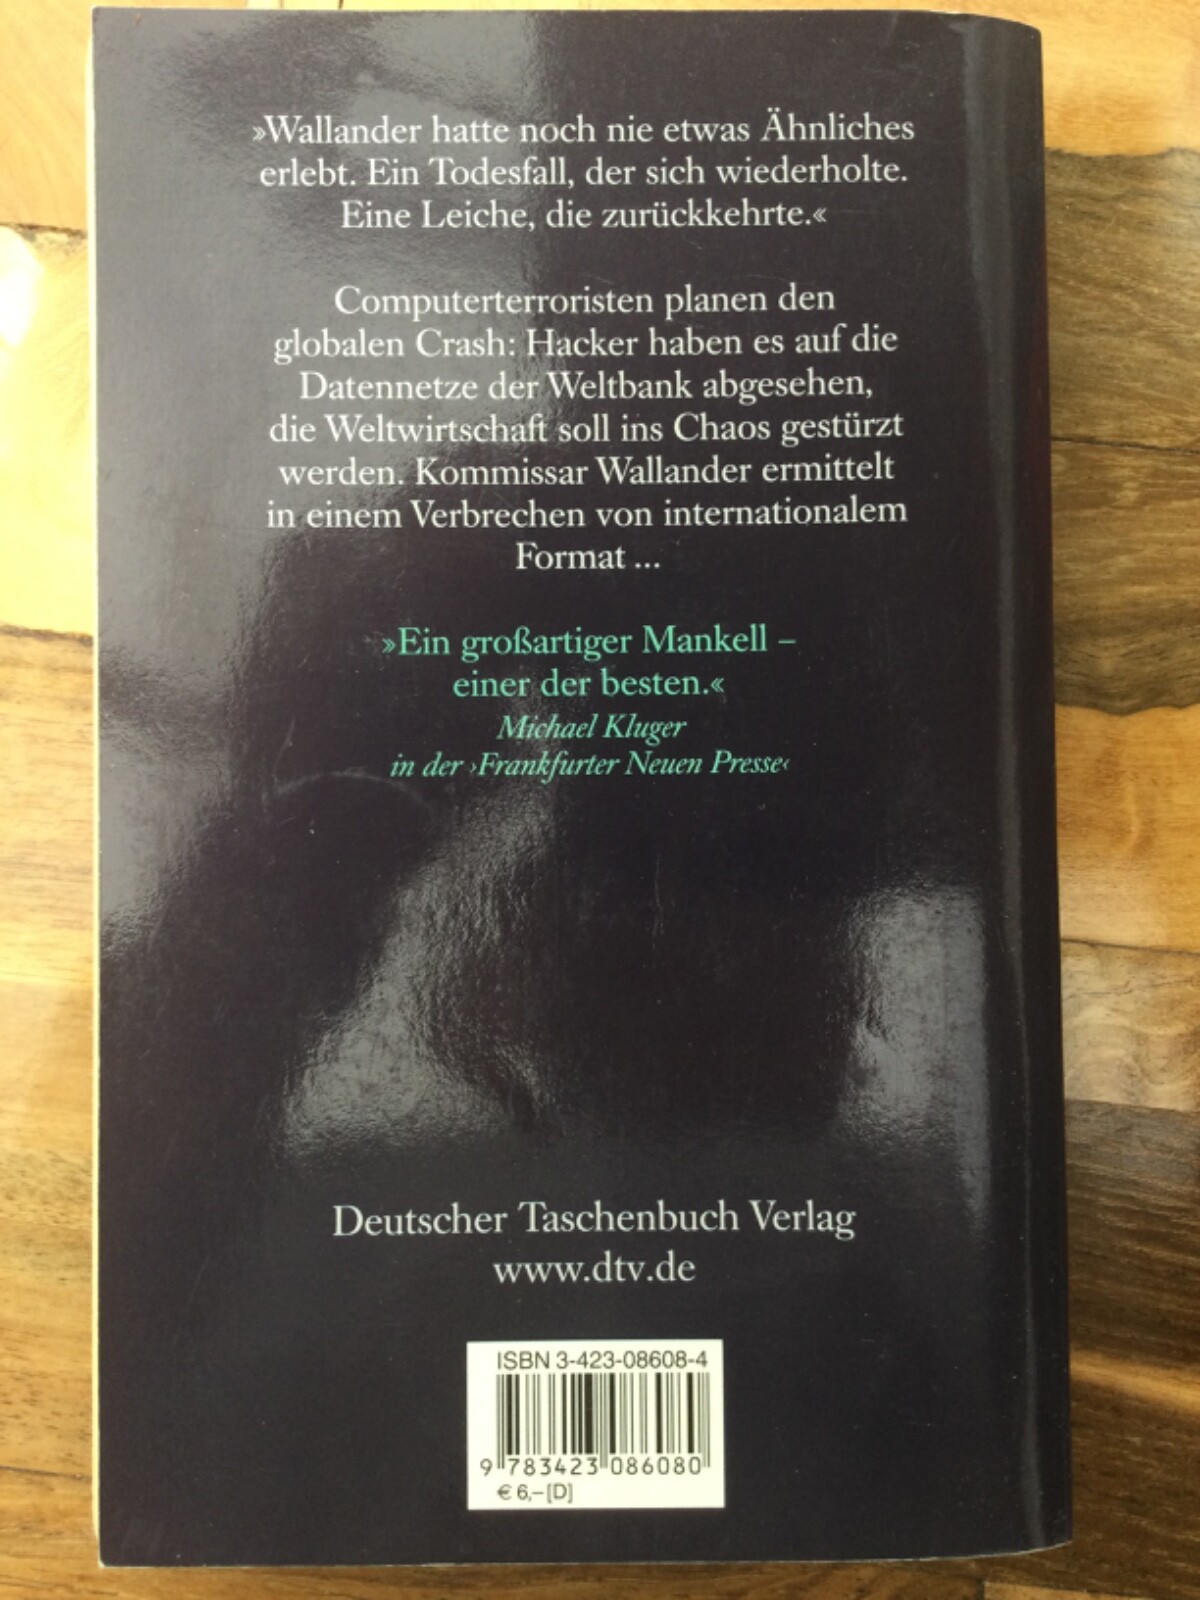 »Wallander hatte noch nie etwas Ähnliches
erlebt. Ein Todesfall, der sich wiederholte.
Eine Leiche, die zurückkehrte.«
Computerterroristen planen den
globalen Crash: Hacker haben es auf die
Datennetze der Weltbank abgesehen,
die Weltwirtschaft soll ins Chaos gestürzt
werden. Kommissar Wallander ermittelt
in einem Verbrechen von internationalem
Format ...
»Ein großartiger Mankell –
einer der besten.«
Michael Kluger
in der ›Frankfurter Neuen Presse‹
Deutscher Taschenbuch Verlag
www.dtv.de
ISBN 3-423-08608-4
9 783423 086080
€ 6,– [D]